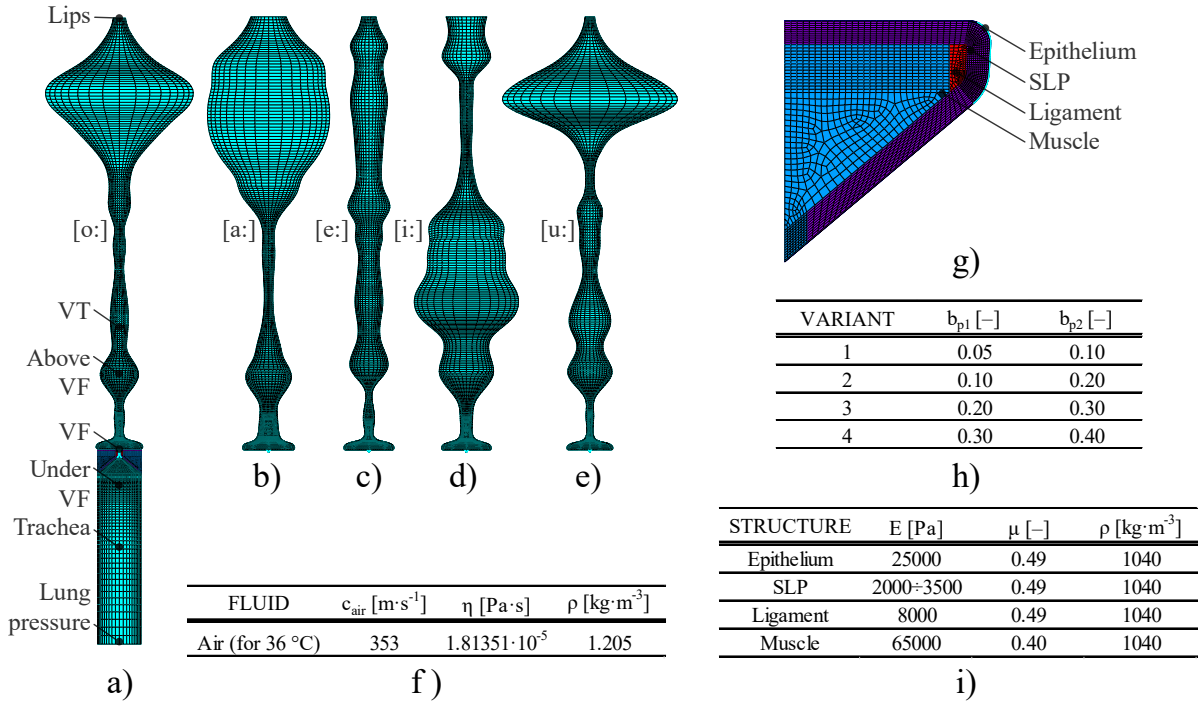 Lips
[o:]
[a:]
[e:]
[i:]
[u:]
VT
Above
VF
VF
Under
VF
Trachea
Lung
pressure
a)
b)
c)
d)
e)
FLUID c_air [m·s⁻¹] η [Pa·s] ρ [kg·m⁻³]
Air (for 36 °C) 353 1.81351·10⁻⁵ 1.205
f )
Epithelium
SLP
Ligament
Muscle
g)
VARIANT b_p1 [–] b_p2 [–]
1 0.05 0.10
2 0.10 0.20
3 0.20 0.30
4 0.30 0.40
h)
STRUCTURE E [Pa] μ [–] ρ [kg·m⁻³]
Epithelium 25000 0.49 1040
SLP 2000÷3500 0.49 1040
Ligament 8000 0.49 1040
Muscle 65000 0.40 1040
i)